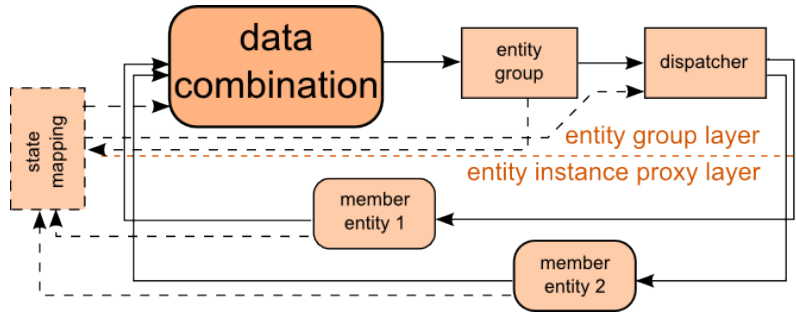 data
combination
entity
group
dispatcher
state
mapping
entity group layer
entity instance proxy layer
member
entity 1
member
entity 2